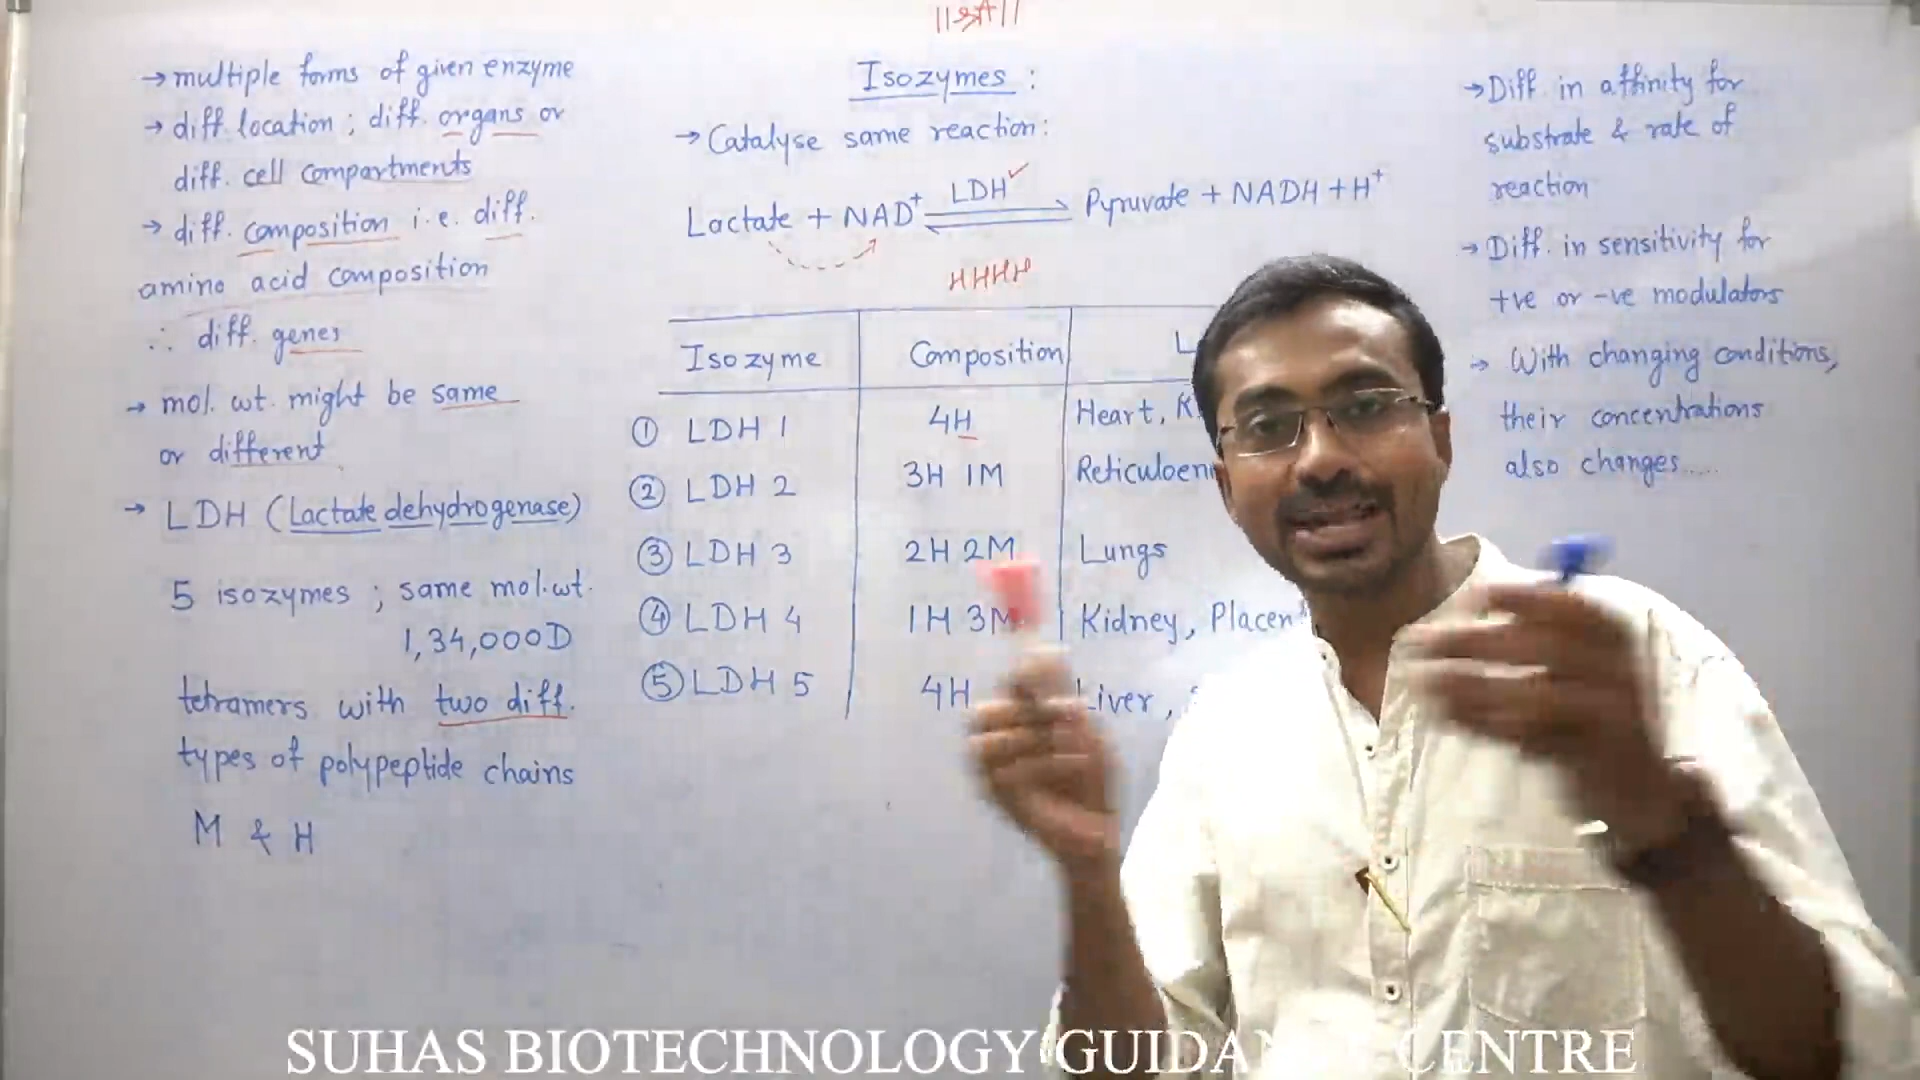 ||श्री||
→ multiple forms of given enzyme
→ diff. location ; diff. organs or
diff. cell compartments
→ diff. composition i.e. diff.
amino acid composition
∴ diff. genes
→ mol. wt. might be same
or different
→ LDH (Lactate dehydrogenase)
5 isozymes ; same mol. wt.
1,34,000D
tetramers with two diff.
types of polypeptide chains
M & H
Isozymes :
→ Catalyse same reaction:
LDH ✓
Lactate + NAD⁺ ⇌ Pyruvate + NADH + H⁺
HHHH
Isozyme Composition L
① LDH 1 4H Heart, K
② LDH 2 3H 1M
③ LDH 3 2H 2M Lungs
④ LDH 4 1H 3M Kidney, Placen
⑤ LDH 5 4H Liver,
→ Diff. in affinity for
substrate & rate of
reaction
→ Diff. in sensitivity for
+ve or -ve modulators
→ With changing conditions,
their concentrations
also changes.....
SUHAS BIOTECHNOLOGY CENTRE